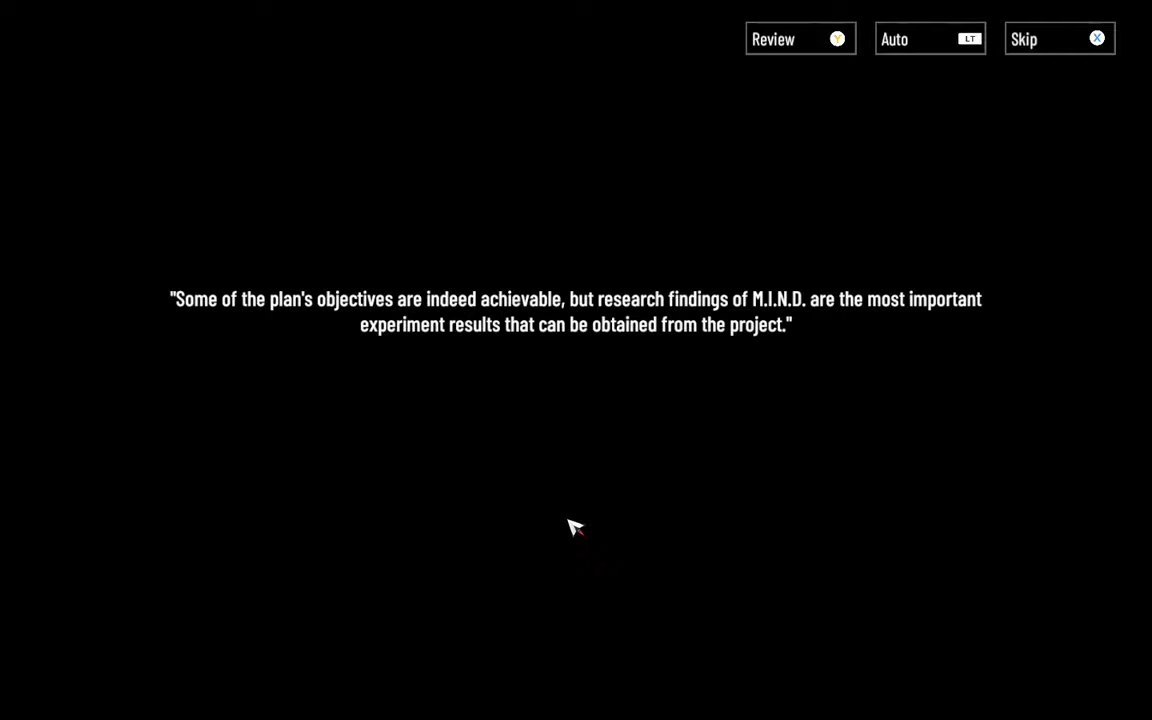 Review Y Auto LT Skip X
"Some of the plan's objectives are indeed achievable, but research findings of M.I.N.D. are the most important
experiment results that can be obtained from the project."